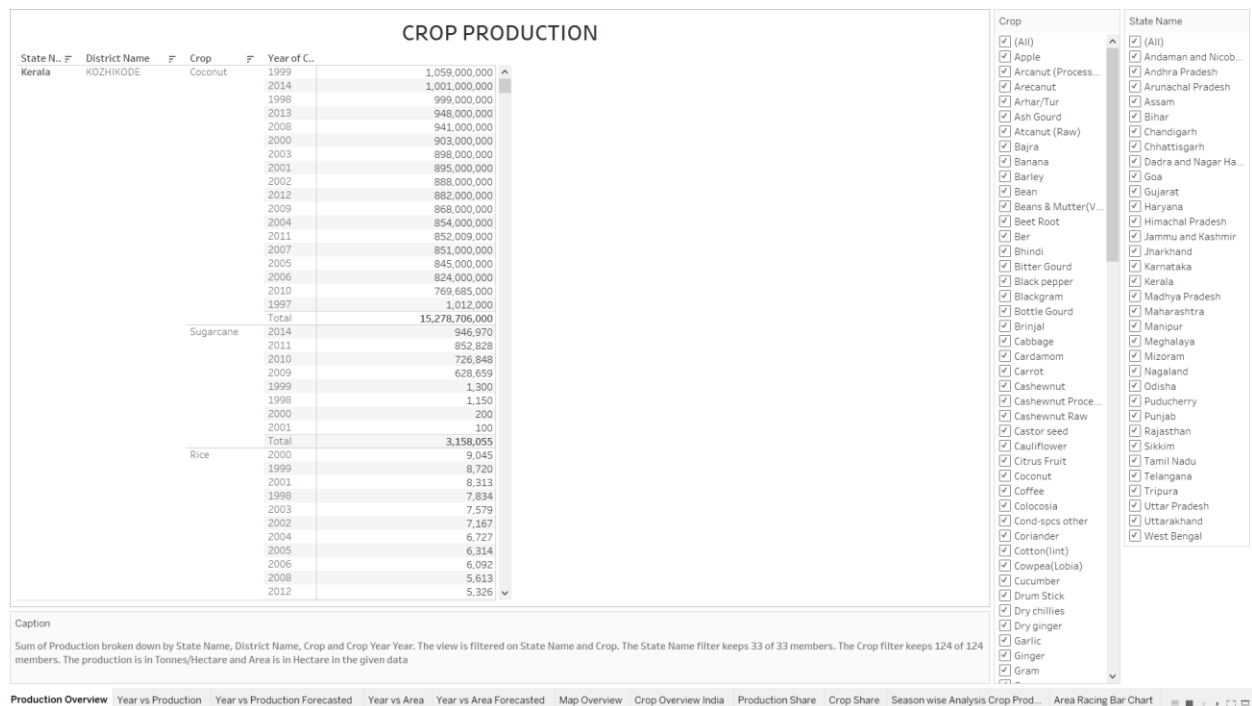 CROP PRODUCTION
State N.. District Name Crop Year of C..
Kerala KOZHIKODE Coconut 1999 1,059,000,000
2014 1,001,000,000
1998 999,000,000
2013 948,000,000
2008 941,000,000
2000 903,000,000
2003 898,000,000
2001 895,000,000
2002 888,000,000
2012 882,000,000
2009 868,000,000
2004 854,000,000
2011 852,009,000
2007 851,000,000
2005 845,000,000
2006 824,000,000
2010 769,685,000
1997 1,012,000
Total 15,278,706,000
Sugarcane 2014 946,970
2011 852,828
2010 726,848
2009 628,659
1999 1,300
1998 1,150
2000 200
2001 100
Total 3,158,055
Rice 2000 9,045
1999 8,720
2001 8,313
1998 7,834
2003 7,579
2002 7,167
2004 6,727
2005 6,314
2006 6,092
2008 5,613
2012 5,326
Caption
Sum of Production broken down by State Name, District Name, Crop and Crop Year Year. The view is filtered on State Name and Crop. The State Name filter keeps 33 of 33 members. The Crop filter keeps 124 of 124
members. The production is in Tonnes/Hectare and Area is in Hectare in the given data
Crop
(All)
Apple
Arcanut (Process...
Arecanut
Arhar/Tur
Ash Gourd
Atcanut (Raw)
Bajra
Banana
Barley
Bean
Beans & Mutter(V...
Beet Root
Ber
Bhindi
Bitter Gourd
Black pepper
Blackgram
Bottle Gourd
Brinjal
Cabbage
Cardamom
Carrot
Cashewnut
Cashewnut Proce...
Cashewnut Raw
Castor seed
Cauliflower
Citrus Fruit
Coconut
Coffee
Colocosia
Cond-spcs other
Coriander
Cotton(lint)
Cowpea(Lobia)
Cucumber
Drum Stick
Dry chillies
Dry ginger
Garlic
Ginger
Gram
State Name
(All)
Andaman and Nicob...
Andhra Pradesh
Arunachal Pradesh
Assam
Bihar
Chandigarh
Chhattisgarh
Dadra and Nagar Ha...
Goa
Gujarat
Haryana
Himachal Pradesh
Jammu and Kashmir
Jharkhand
Karnataka
Kerala
Madhya Pradesh
Maharashtra
Manipur
Meghalaya
Mizoram
Nagaland
Odisha
Puducherry
Punjab
Rajasthan
Sikkim
Tamil Nadu
Telangana
Tripura
Uttar Pradesh
Uttarakhand
West Bengal
Production Overview Year vs Production Year vs Production Forecasted Year vs Area Year vs Area Forecasted Map Overview Crop Overview India Production Share Crop Share Season wise Analysis Crop Prod... Area Racing Bar Chart